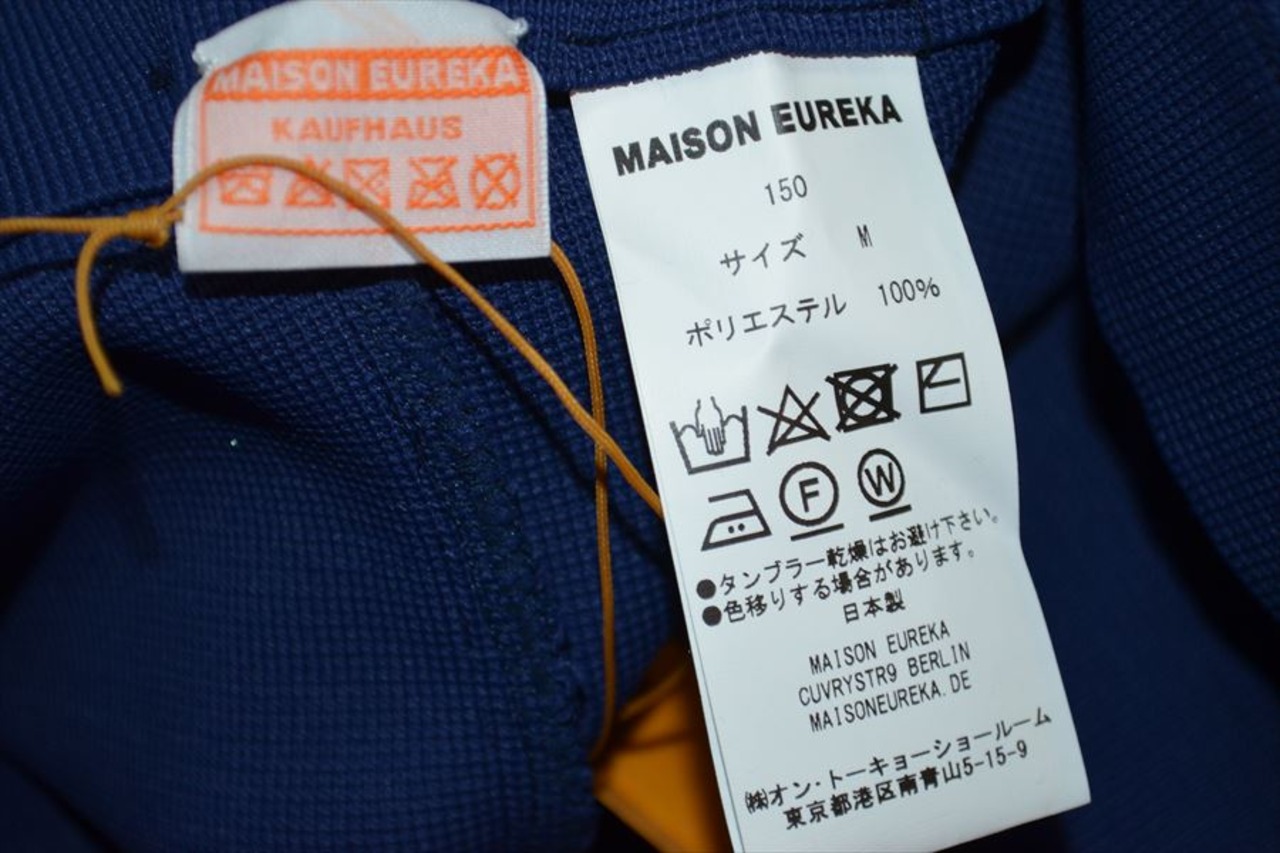 MAISON EUREKA
KAUFHAUS
MAISON EUREKA
150
サイズ M
ポリエステル 100%
F W
●タンブラー乾燥はお避け下さい。
●色移りする場合があります。
日本製
MAISON EUREKA
CUVRYSTR9 BERLIN
MAISONEUREKA.DE
㈱オン・トーキョーショールーム
東京都港区南青山5-15-9